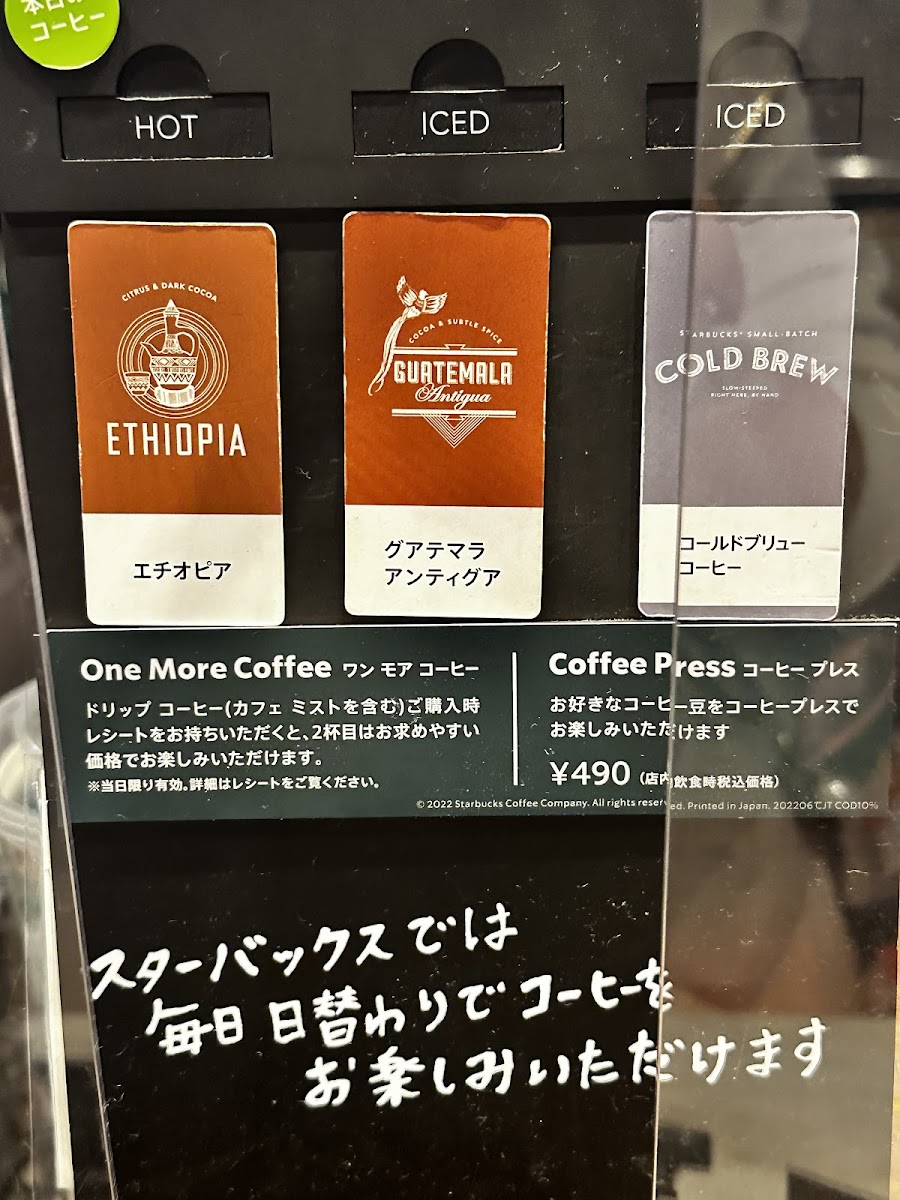 コーヒー
HOT
ICED
ICED
CITRUS & DARK COCOA
ETHIOPIA
エチオピア
COCOA & SUBTLE SPICE
GUATEMALA
Antigua
グアテマラ
アンティグア
STARBUCKS® SMALL-BATCH
COLD BREW
SLOW-STEEPED
RIGHT HERE, BY HAND
コールドブリュー
コーヒー
One More Coffee ワン モア コーヒー
ドリップ コーヒー(カフェ ミストを含む)ご購入時
レシートをお持ちいただくと、2杯目はお求めやすい
価格でお楽しみいただけます。
※当日限り有効。詳細はレシートをご覧ください。
Coffee Press コーヒー プレス
お好きなコーヒー豆をコーヒープレスで
お楽しみいただけます
¥490 (店内飲食時税込価格)
© 2022 Starbucks Coffee Company. All rights reserved. Printed in Japan. 202206 CJT COD10%
スターバックスでは
毎日 日替わりで コーヒーを
お楽しみいただけます